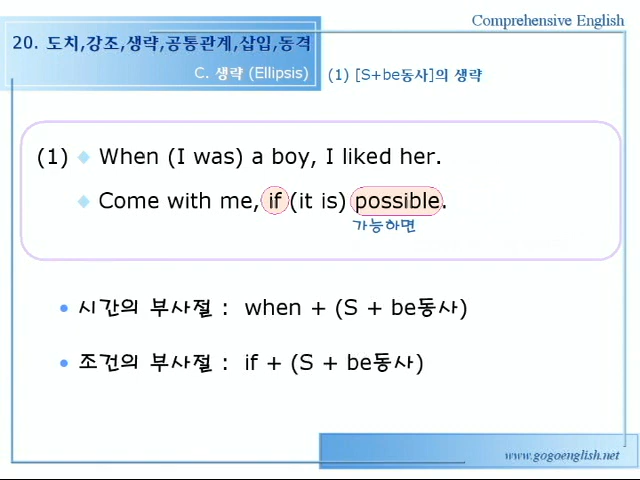 Comprehensive English
20. 도치,강조,생략,공통관계,삽입,동격
C. 생략 (Ellipsis)
(1) [S+be동사]의 생략
(1) ◆ When (I was) a boy, I liked her.
◆ Come with me, if (it is) possible.
가능하면
• 시간의 부사절 : when + (S + be동사)
• 조건의 부사절 : if + (S + be동사)
www.gogoenglish.net